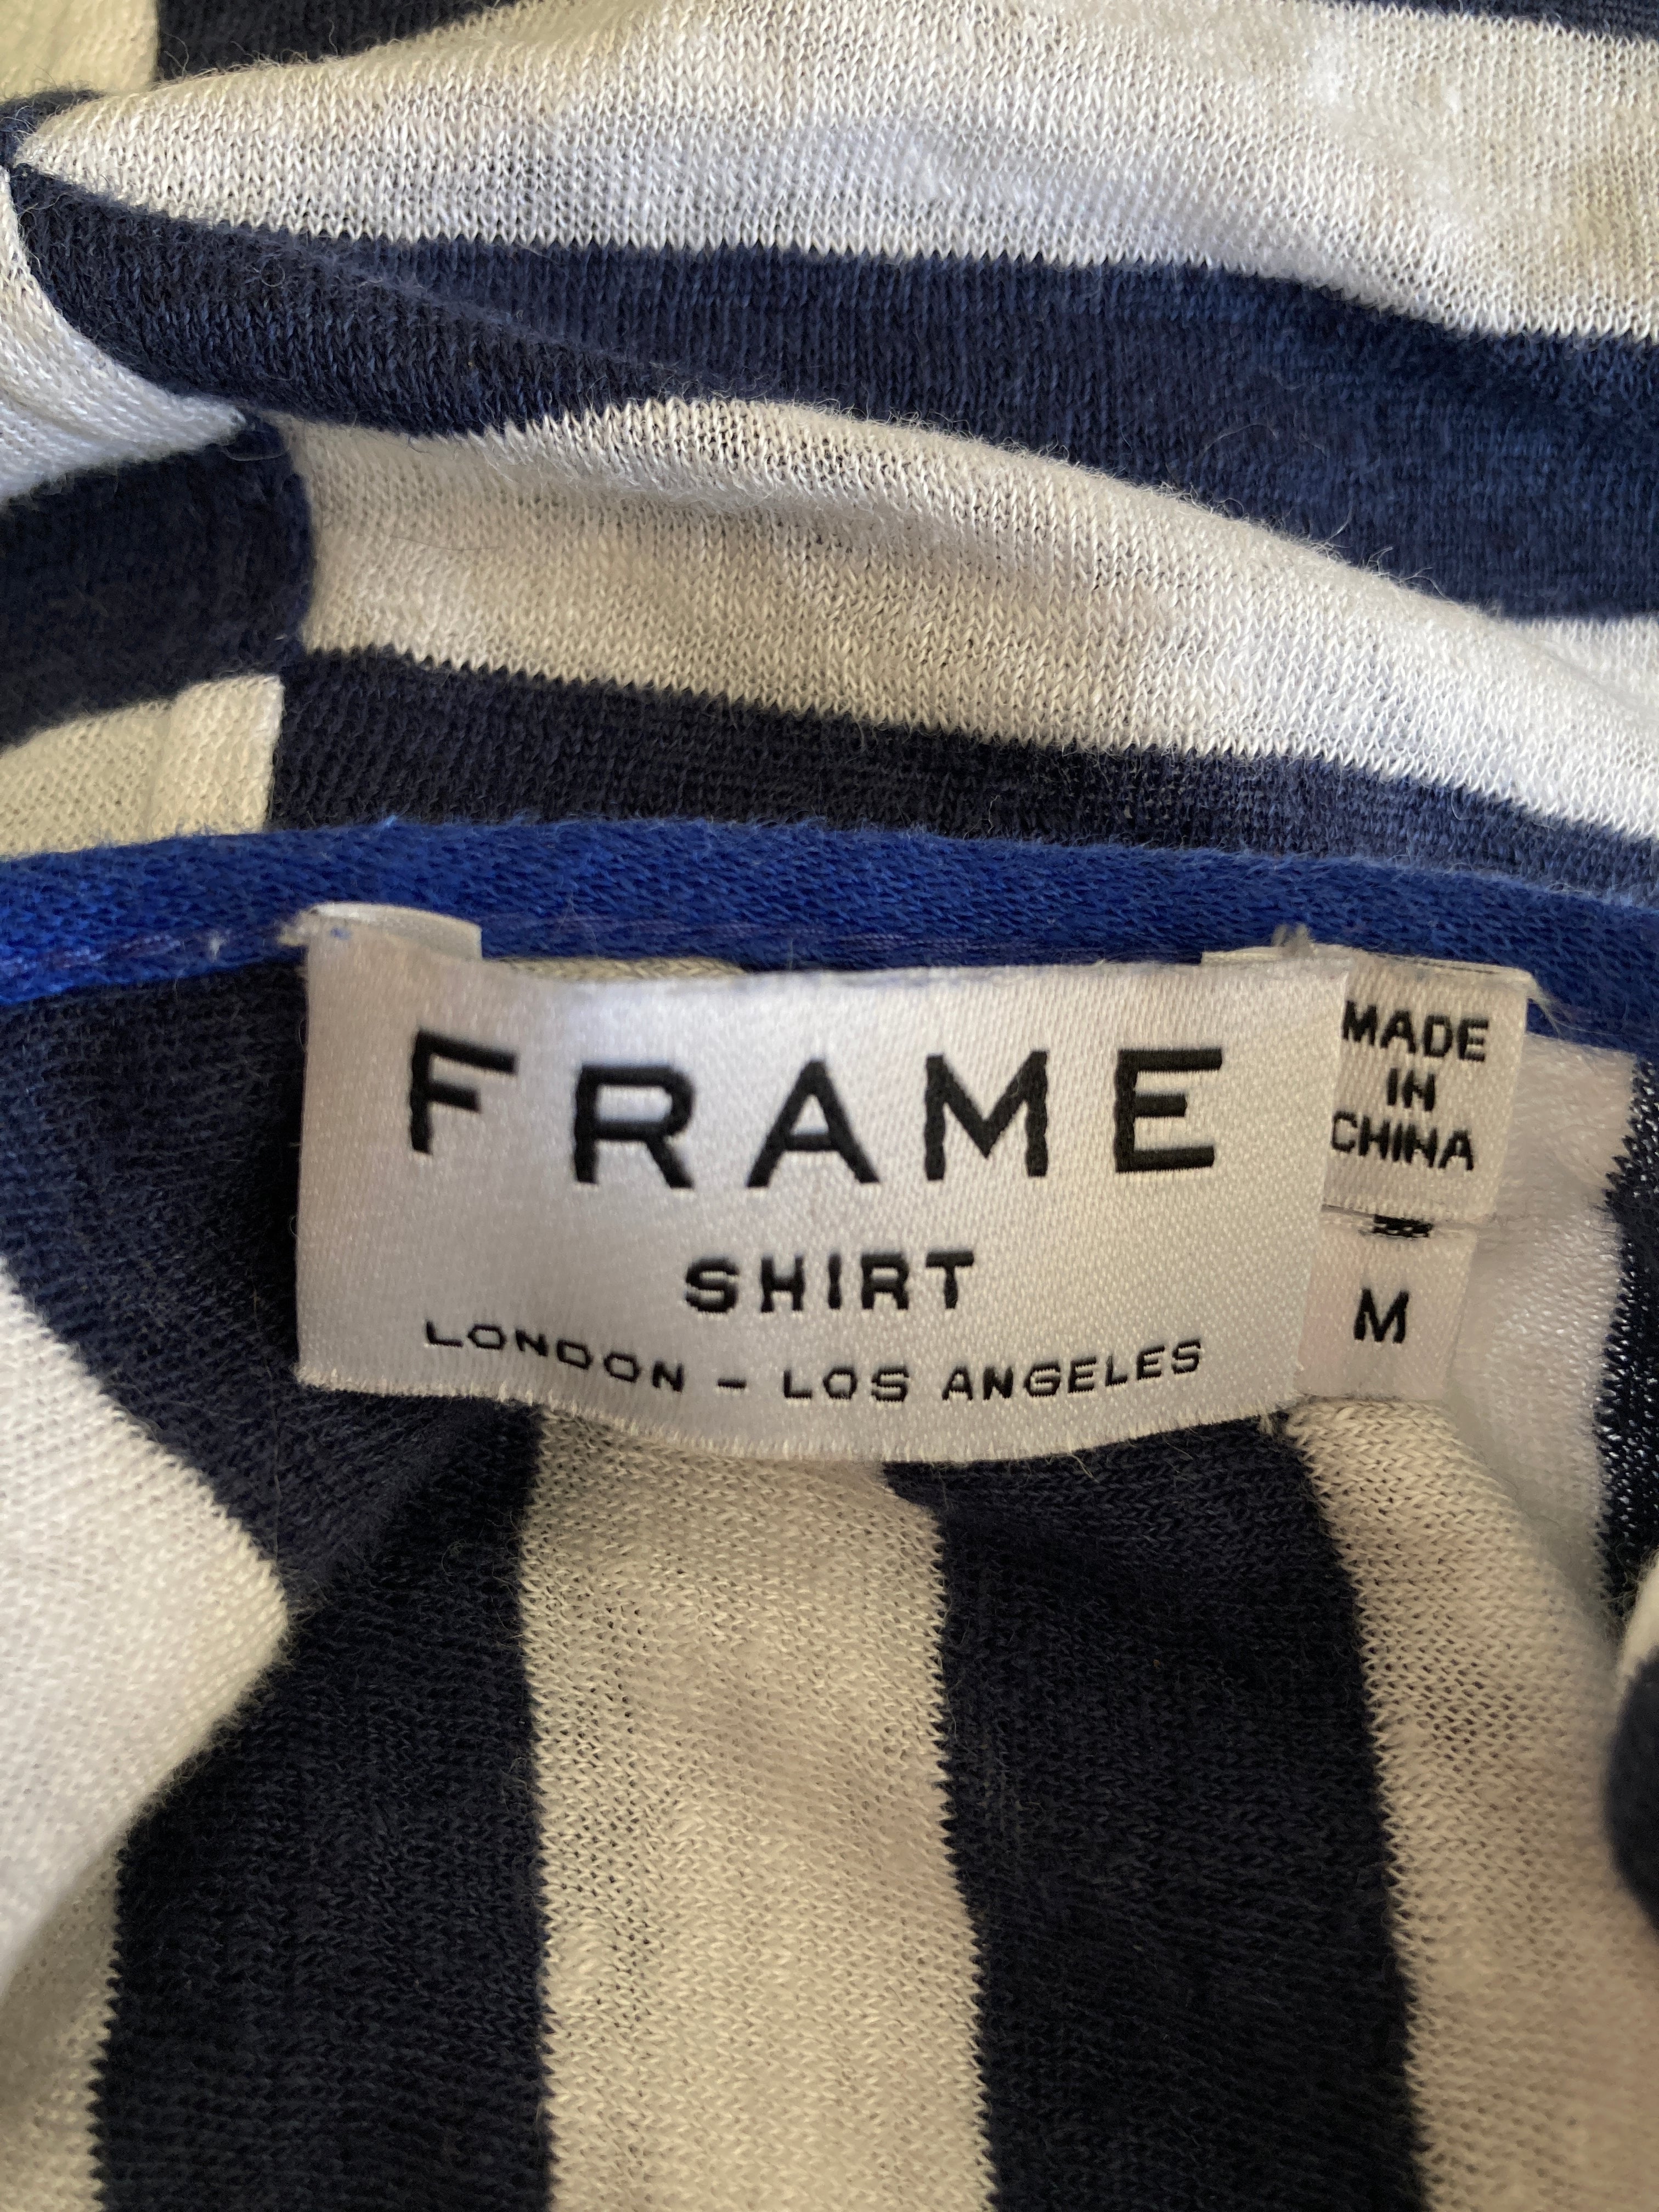 FRAME
SHIRT
LONDON - LOS ANGELES
MADE
IN
CHINA
M